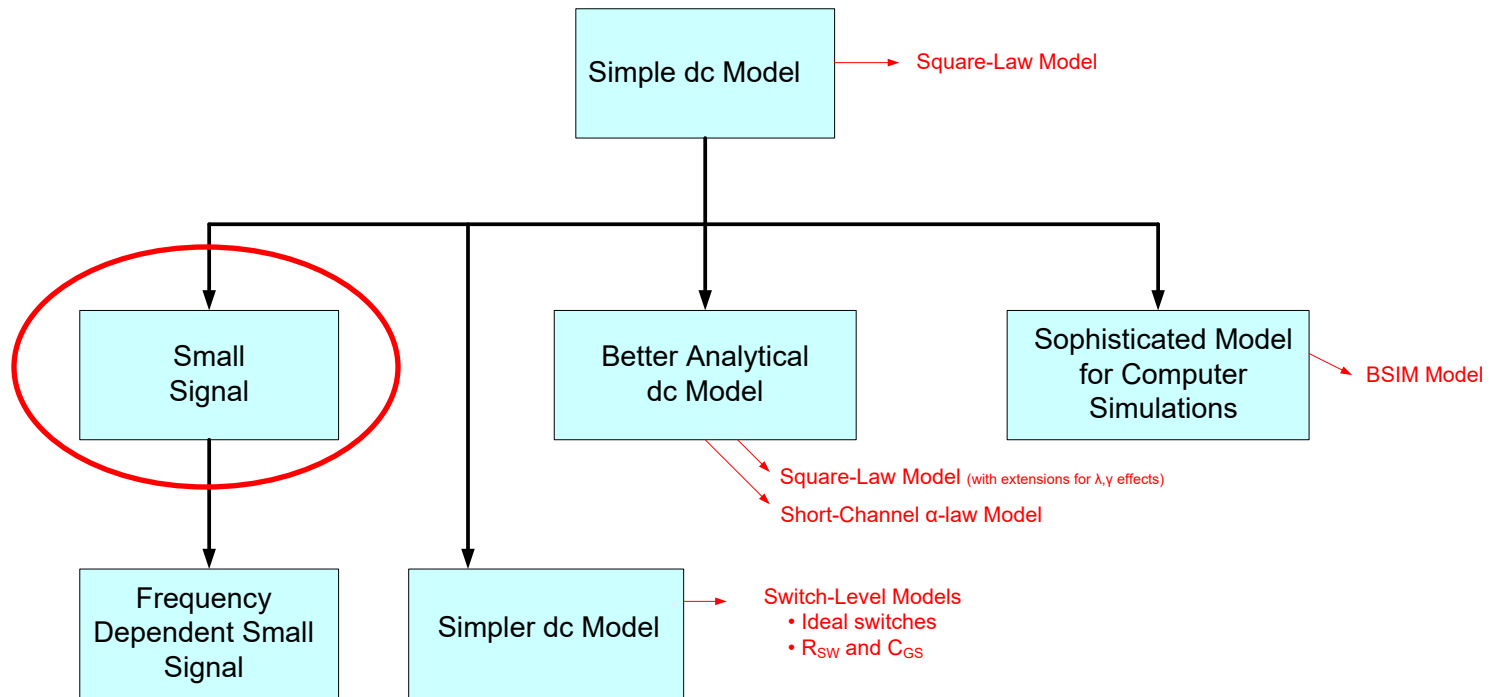 Simple dc Model
Square-Law Model
Small
Signal
Better Analytical
dc Model
Sophisticated Model
for Computer
Simulations
BSIM Model
Square-Law Model (with extensions for λ,γ effects)
Short-Channel α-law Model
Frequency
Dependent Small
Signal
Simpler dc Model
Switch-Level Models
• Ideal switches
• RSW and CGS